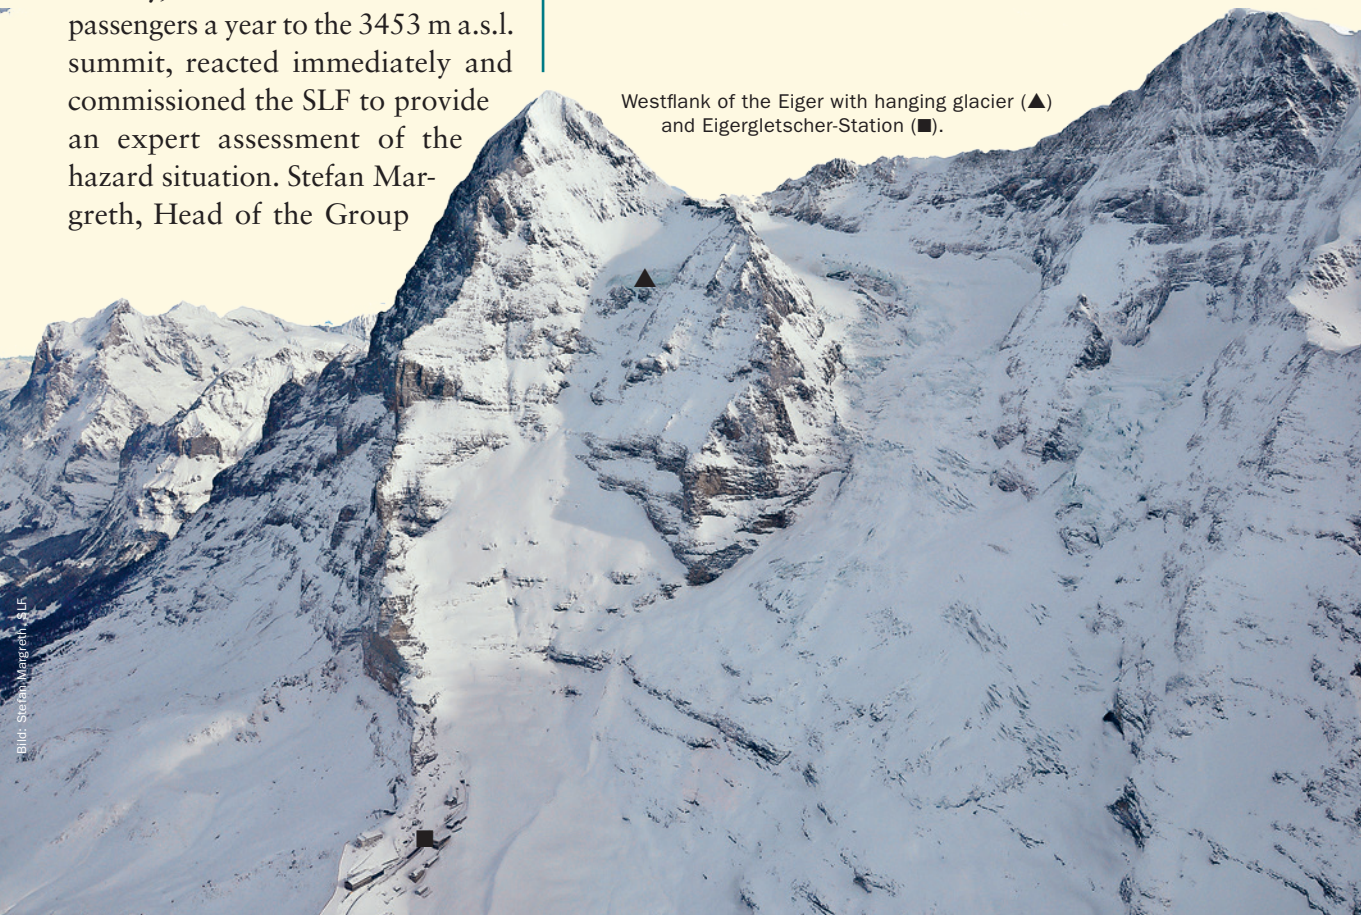 passengers a year to the 3453 m a.s.l.
summit, reacted immediately and
commissioned the SLF to provide
an expert assessment of the
hazard situation. Stefan Mar-
greth, Head of the Group
Westflank of the Eiger with hanging glacier (▲)
and Eigergletscher-Station (■).
Bild: Stefan Margreth, SLF